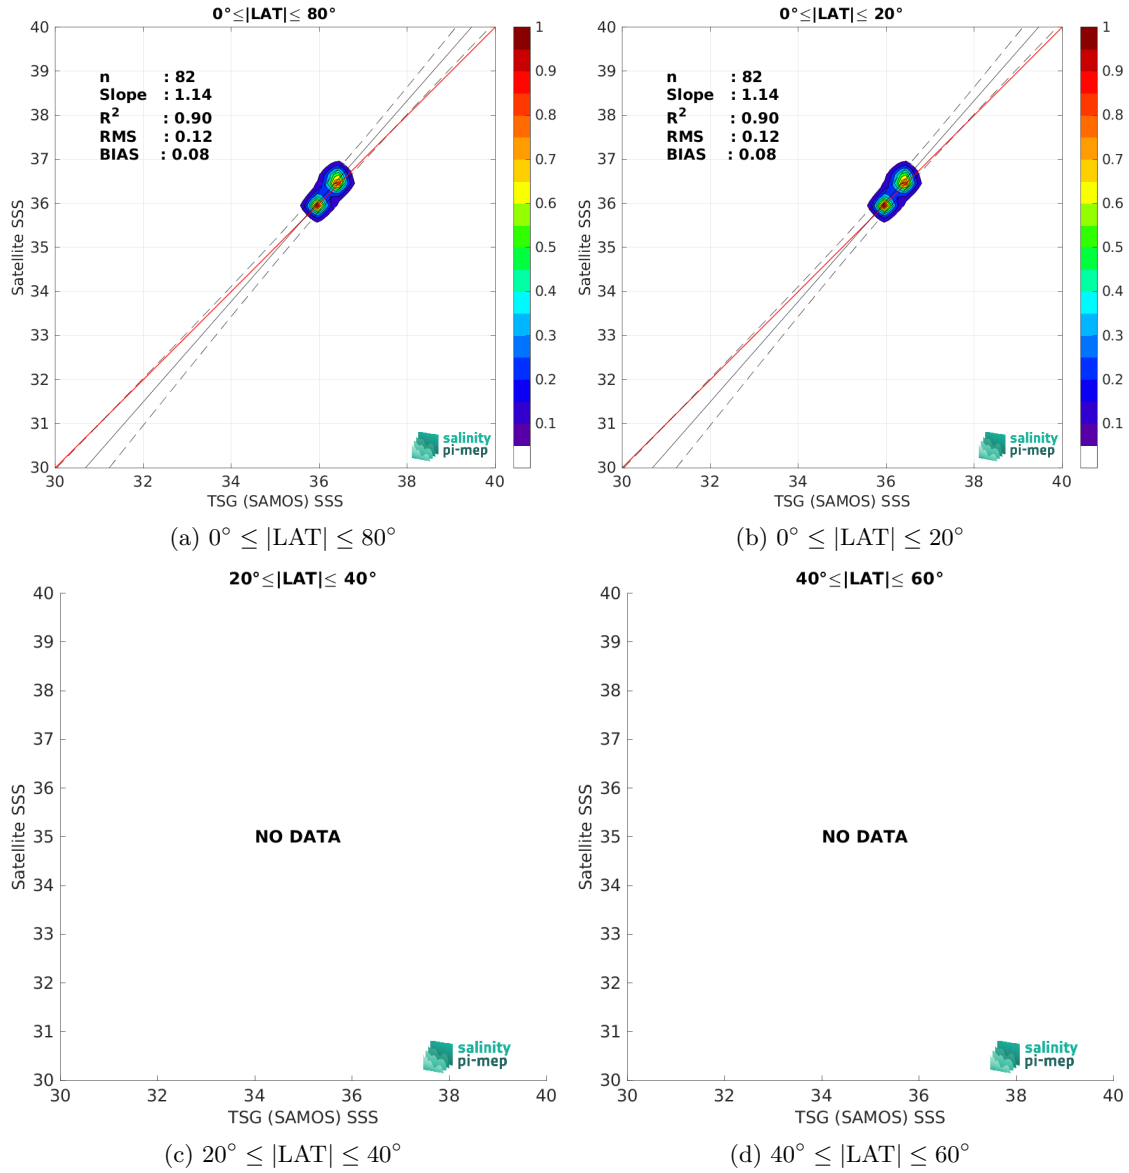 0°≤|LAT|≤ 80°
40
39
38
37
36
35
34
33
32
31
30
Satellite SSS
n : 82
Slope : 1.14
R² : 0.90
RMS : 0.12
BIAS : 0.08
salinity
pi-mep
30 32 34 36 38 40
TSG (SAMOS) SSS
1
0.9
0.8
0.7
0.6
0.5
0.4
0.3
0.2
0.1
(a) 0° ≤ |LAT| ≤ 80°
0°≤|LAT|≤ 20°
40
39
38
37
36
35
34
33
32
31
30
Satellite SSS
n : 82
Slope : 1.14
R² : 0.90
RMS : 0.12
BIAS : 0.08
salinity
pi-mep
30 32 34 36 38 40
TSG (SAMOS) SSS
1
0.9
0.8
0.7
0.6
0.5
0.4
0.3
0.2
0.1
(b) 0° ≤ |LAT| ≤ 20°
20°≤|LAT|≤ 40°
40
39
38
37
36
35
34
33
32
31
30
Satellite SSS
NO DATA
salinity
pi-mep
30 32 34 36 38 40
TSG (SAMOS) SSS
(c) 20° ≤ |LAT| ≤ 40°
40°≤|LAT|≤ 60°
40
39
38
37
36
35
34
33
32
31
30
Satellite SSS
NO DATA
salinity
pi-mep
30 32 34 36 38 40
TSG (SAMOS) SSS
(d) 40° ≤ |LAT| ≤ 60°